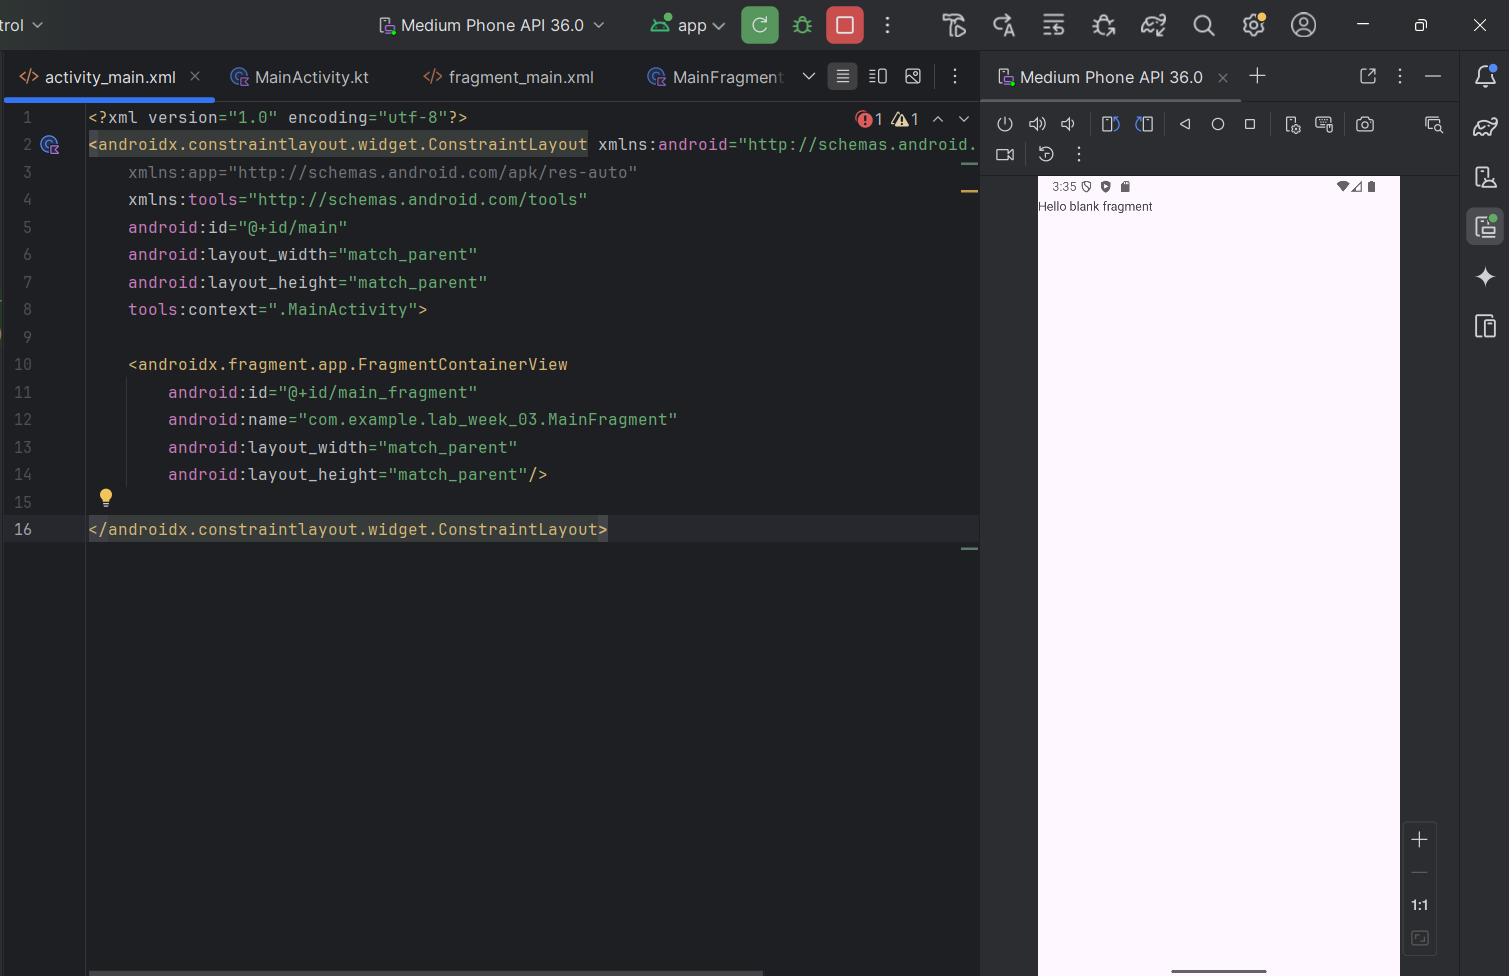 trol
Medium Phone API 36.0
app
activity_main.xml
MainActivity.kt
fragment_main.xml
MainFragment
Medium Phone API 36.0
1 <?xml version="1.0" encoding="utf-8"?>
1 1
2 <androidx.constraintlayout.widget.ConstraintLayout xmlns:android="http://schemas.android.
3 xmlns:app="http://schemas.android.com/apk/res-auto"
4 xmlns:tools="http://schemas.android.com/tools"
5 android:id="@+id/main"
6 android:layout_width="match_parent"
7 android:layout_height="match_parent"
8 tools:context=".MainActivity">
9
10 <androidx.fragment.app.FragmentContainerView
11 android:id="@+id/main_fragment"
12 android:name="com.example.lab_week_03.MainFragment"
13 android:layout_width="match_parent"
14 android:layout_height="match_parent"/>
15
16 </androidx.constraintlayout.widget.ConstraintLayout>
3:35
Hello blank fragment
1:1